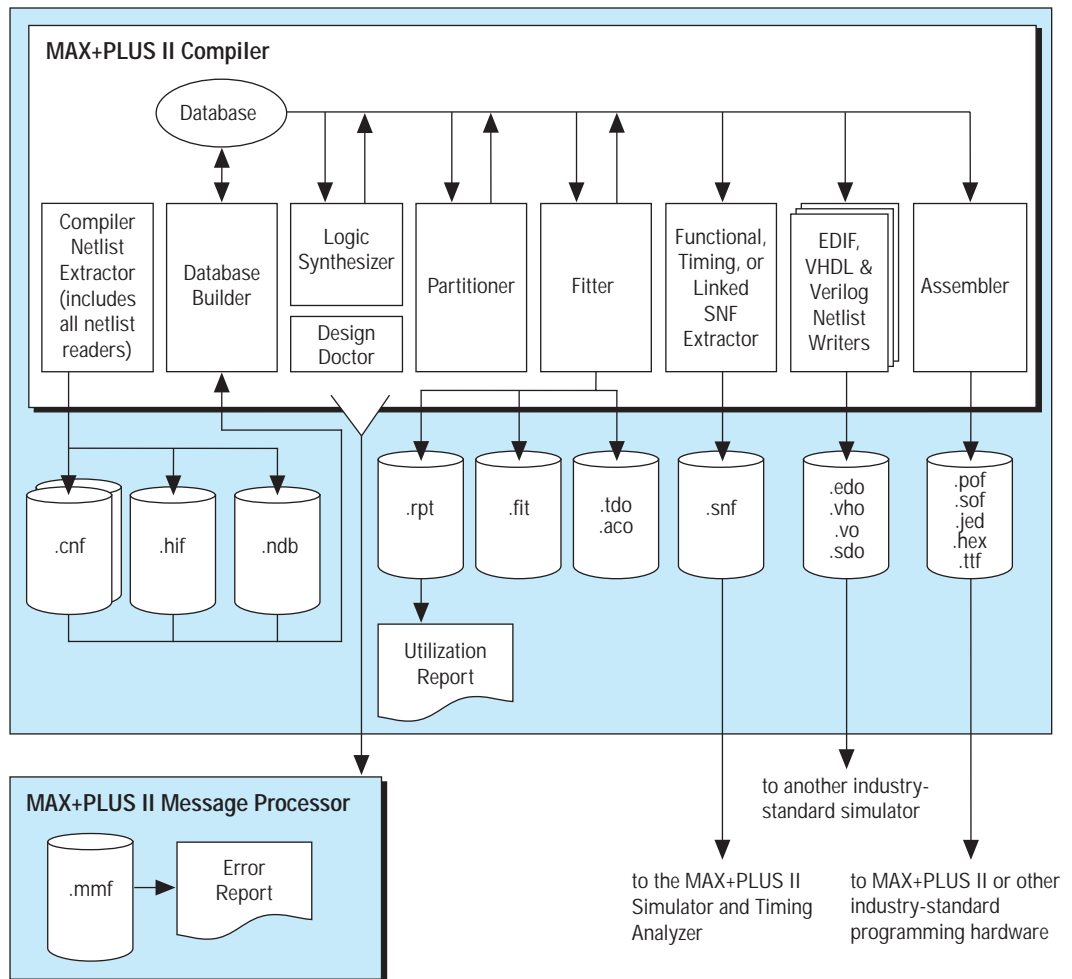 MAX+PLUS II Compiler
Database
Compiler
Netlist
Extractor
(includes
all netlist
readers)
Database
Builder
Logic
Synthesizer
Design
Doctor
Partitioner
Fitter
Functional,
Timing, or
Linked
SNF
Extractor
EDIF,
VHDL &
Verilog
Netlist
Writers
Assembler
.cnf
.hif
.ndb
.rpt
.fit
.tdo
.aco
.snf
.edo
.vho
.vo
.sdo
.pof
.sof
.jed
.hex
.ttf
Utilization
Report
MAX+PLUS II Message Processor
.mmf
Error
Report
to the MAX+PLUS II
Simulator and Timing
Analyzer
to another industry-
standard simulator
to MAX+PLUS II or other
industry-standard
programming hardware